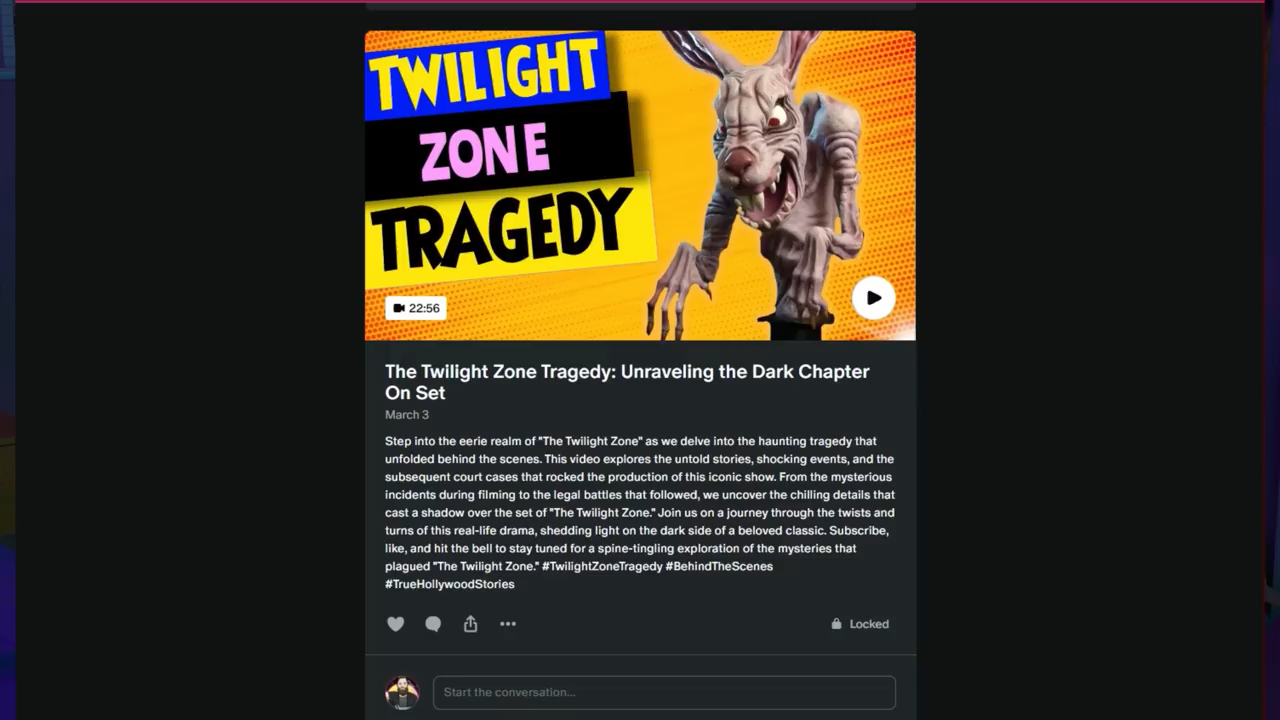 TWILIGHT
ZONE
TRAGEDY
22:56
The Twilight Zone Tragedy: Unraveling the Dark Chapter
On Set
March 3
Step into the eerie realm of "The Twilight Zone" as we delve into the haunting tragedy that
unfolded behind the scenes. This video explores the untold stories, shocking events, and the
subsequent court cases that rocked the production of this iconic show. From the mysterious
incidents during filming to the legal battles that followed, we uncover the chilling details that
cast a shadow over the set of "The Twilight Zone." Join us on a journey through the twists and
turns of this real-life drama, shedding light on the dark side of a beloved classic. Subscribe,
like, and hit the bell to stay tuned for a spine-tingling exploration of the mysteries that
plagued "The Twilight Zone." #TwilightZoneTragedy #BehindTheScenes
#TrueHollywoodStories
Locked
Start the conversation...